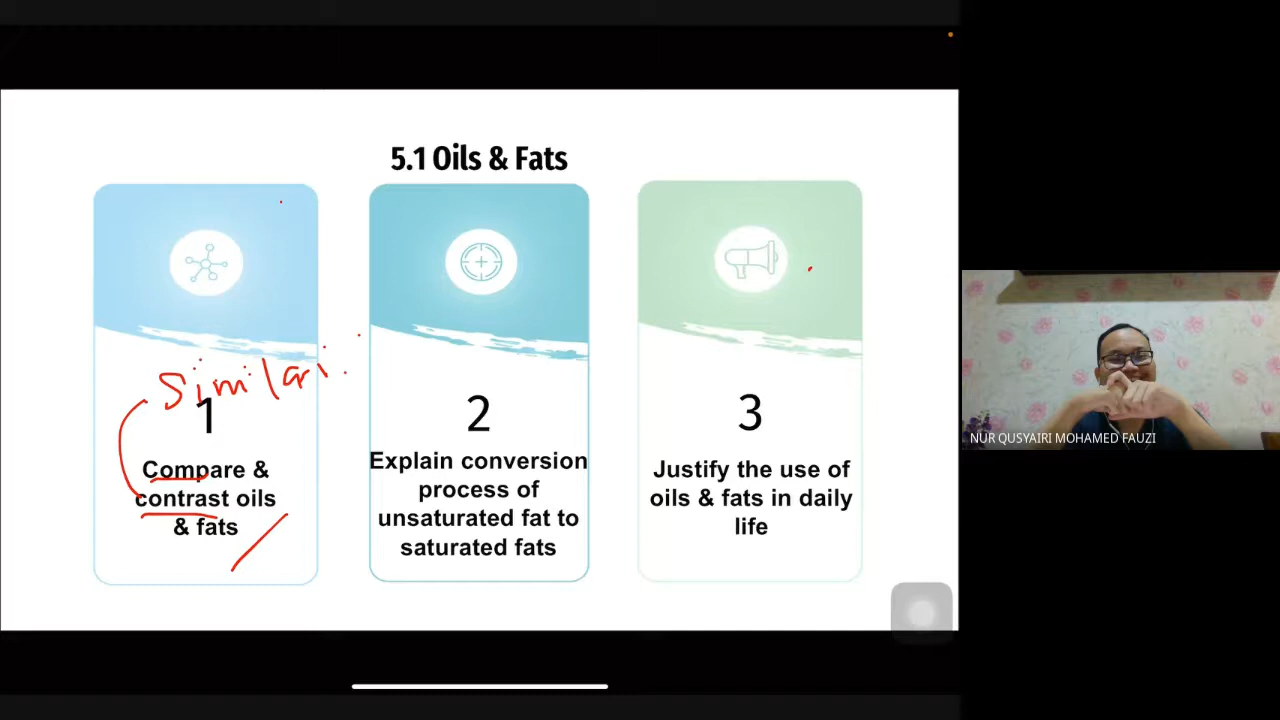 5.1 Oils & Fats
Similari
1
Compare &
contrast oils
& fats
2
Explain conversion
process of
unsaturated fat to
saturated fats
3
Justify the use of
oils & fats in daily
life
NUR QUSYAIRI MOHAMED FAUZI